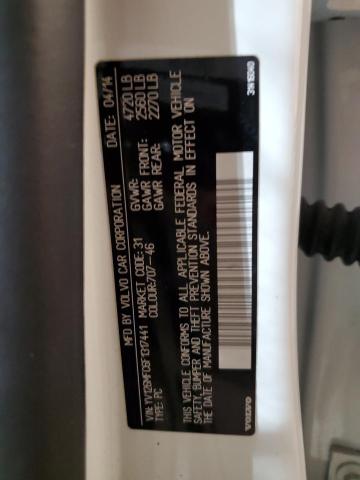 MFD BY VOLVO CAR CORPORATION DATE: 04/14
GVWR: 4720 LB
GAWR FRONT: 2560 LB
GAWR REAR: 2270 LB
VIN: YV126MFC6F1317441 MARKET CODE: 31
TYPE: PC COLOUR: 707-46
THIS VEHICLE CONFORMS TO ALL APPLICABLE FEDERAL MOTOR VEHICLE
SAFETY, BUMPER AND THEFT PREVENTION STANDARDS IN EFFECT ON
THE DATE OF MANUFACTURE SHOWN ABOVE.
VOLVO